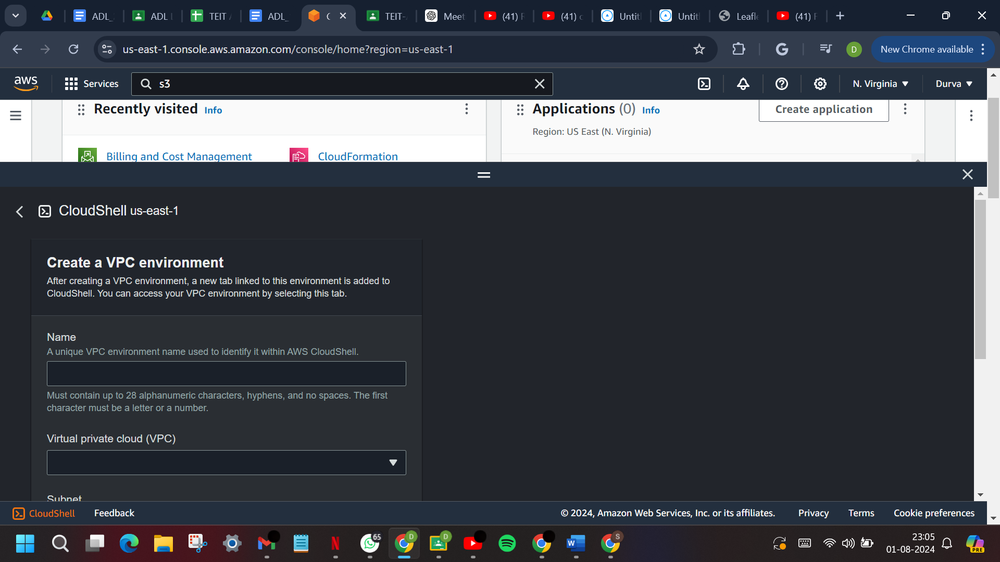 ADL_
ADL
TEIT
ADL_
TEIT-
Meet
(41)
(41)
Untit
Untit
Leafle
(41)
us-east-1.console.aws.amazon.com/console/home?region=us-east-1
D
New Chrome available
aws
Services
s3
N. Virginia
Durva
Recently visited Info
Applications (0) Info
Create application
Region: US East (N. Virginia)
Billing and Cost Management
CloudFormation
CloudShell us-east-1
Create a VPC environment
After creating a VPC environment, a new tab linked to this environment is added to
CloudShell. You can access your VPC environment by selecting this tab.
Name
A unique VPC environment name used to identify it within AWS CloudShell.
Must contain up to 28 alphanumeric characters, hyphens, and no spaces. The first
character must be a letter or a number.
Virtual private cloud (VPC)
Subnet
CloudShell
Feedback
© 2024, Amazon Web Services, Inc. or its affiliates.
Privacy
Terms
Cookie preferences
65
D
D
S
23:05
01-08-2024
PRE